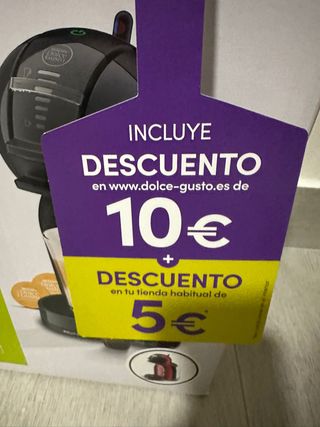 INCLUYE
DESCUENTO
en www.dolce-gusto.es de
10€
+
DESCUENTO
en tu tienda habitual de
5€*